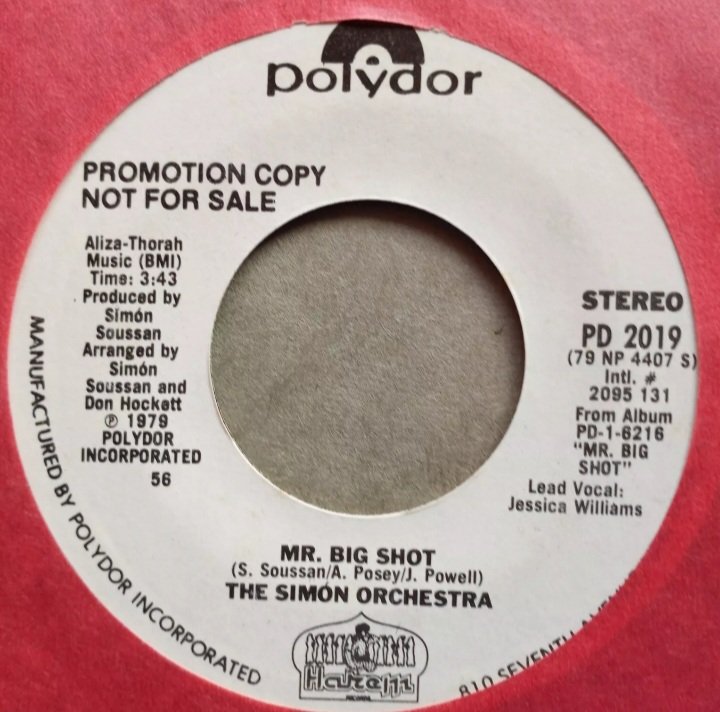 polydor
PROMOTION COPY
NOT FOR SALE
Aliza-Thorah
Music (BMI)
Time: 3:43
Produced by
Simón
Soussan
Arranged by
Simón
Soussan and
Don Hockett
℗ 1979
POLYDOR
INCORPORATED
56
STEREO
PD 2019
(79 NP 4407 S)
Intl. #
2095 131
From Album
PD-1-6216
"MR. BIG
SHOT"
Lead Vocal:
Jessica Williams
MR. BIG SHOT
(S. Soussan/A. Posey/J. Powell)
THE SIMÓN ORCHESTRA
Harem
RECORDS
MANUFACTURED BY POLYDOR INCORPORATED
810 SEVENTH AVEN